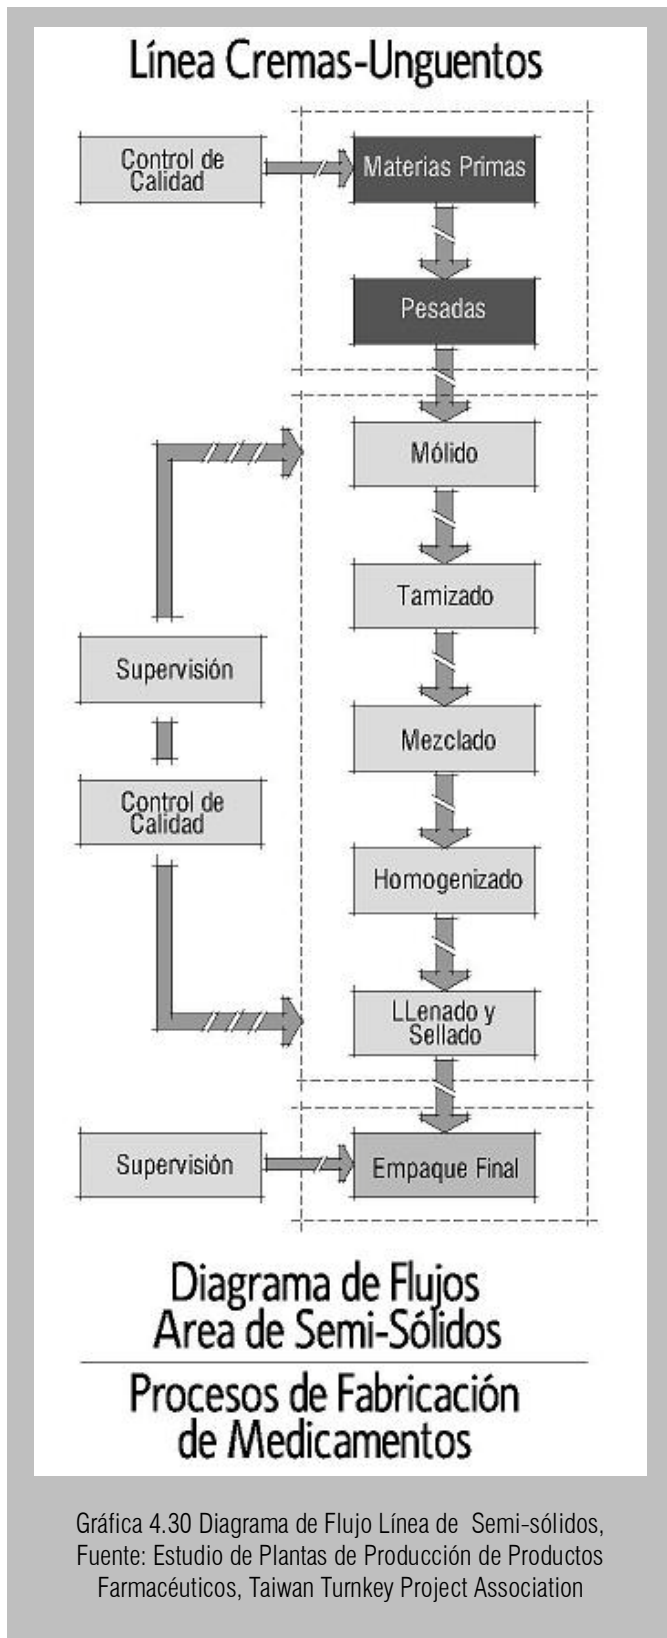 Línea Cremas-Unguentos
Control de
Calidad
Materias Primas
Pesadas
Mólido
Tamizado
Supervisión
Mezclado
Control de
Calidad
Homogenizado
LLenado y
Sellado
Supervisión
Empaque Final
Diagrama de Flujos
Area de Semi-Sólidos
Procesos de Fabricación
de Medicamentos
Gráfica 4.30 Diagrama de Flujo Línea de Semi-sólidos,
Fuente: Estudio de Plantas de Producción de Productos
Farmacéuticos, Taiwan Turnkey Project Association